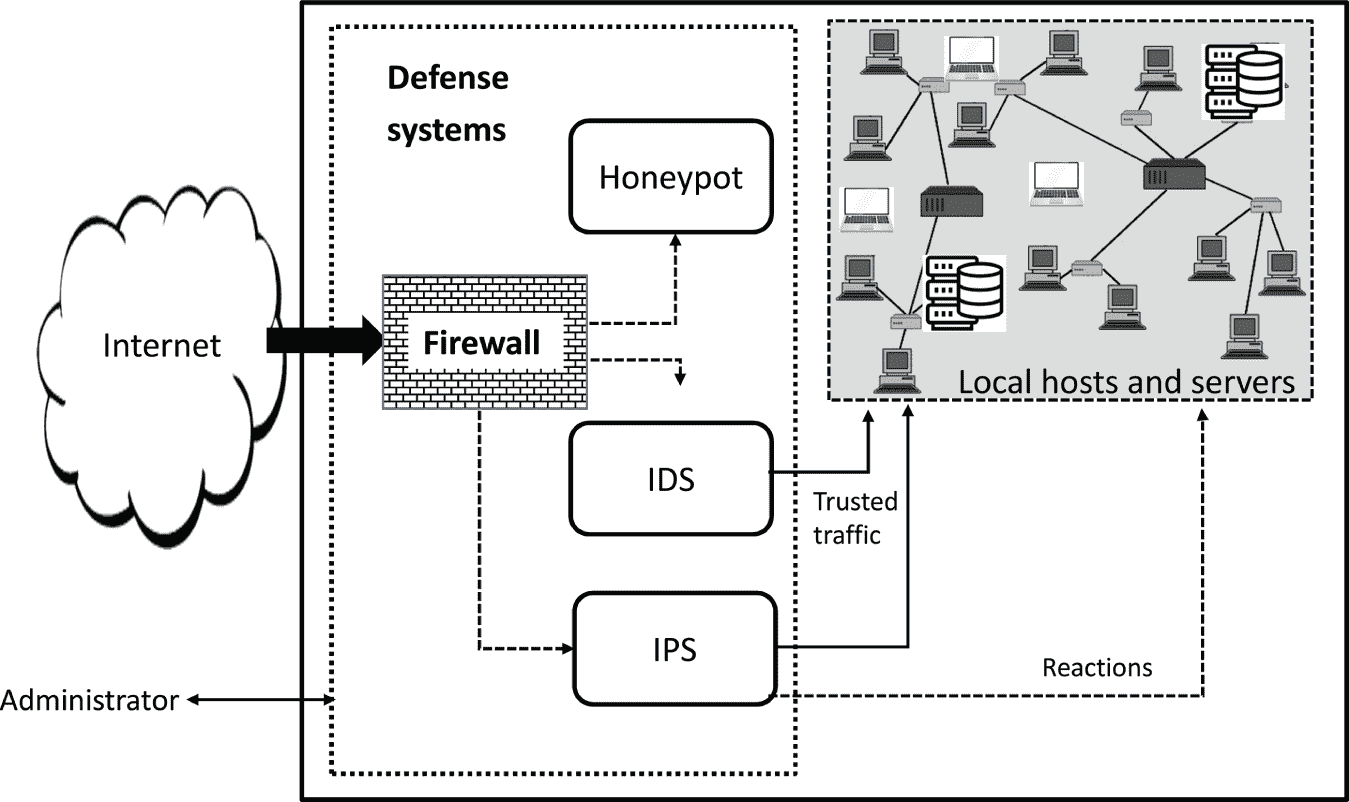 Defense
systems
Honeypot
Internet
Firewall
Local hosts and servers
IDS
Trusted
traffic
IPS
Reactions
Administrator